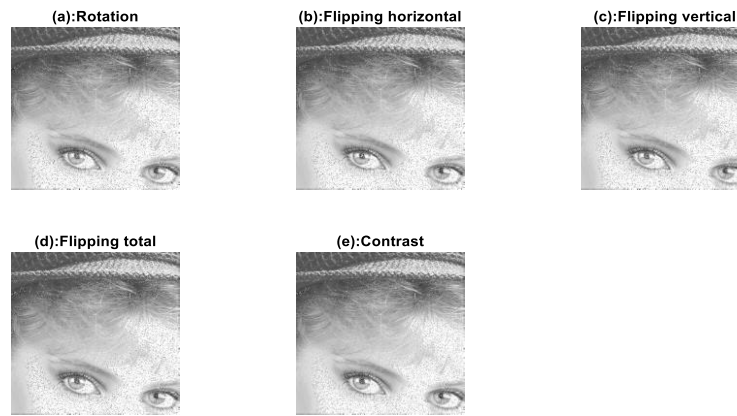 (a):Rotation
(b):Flipping horizontal
(c):Flipping vertical
(d):Flipping total
(e):Contrast